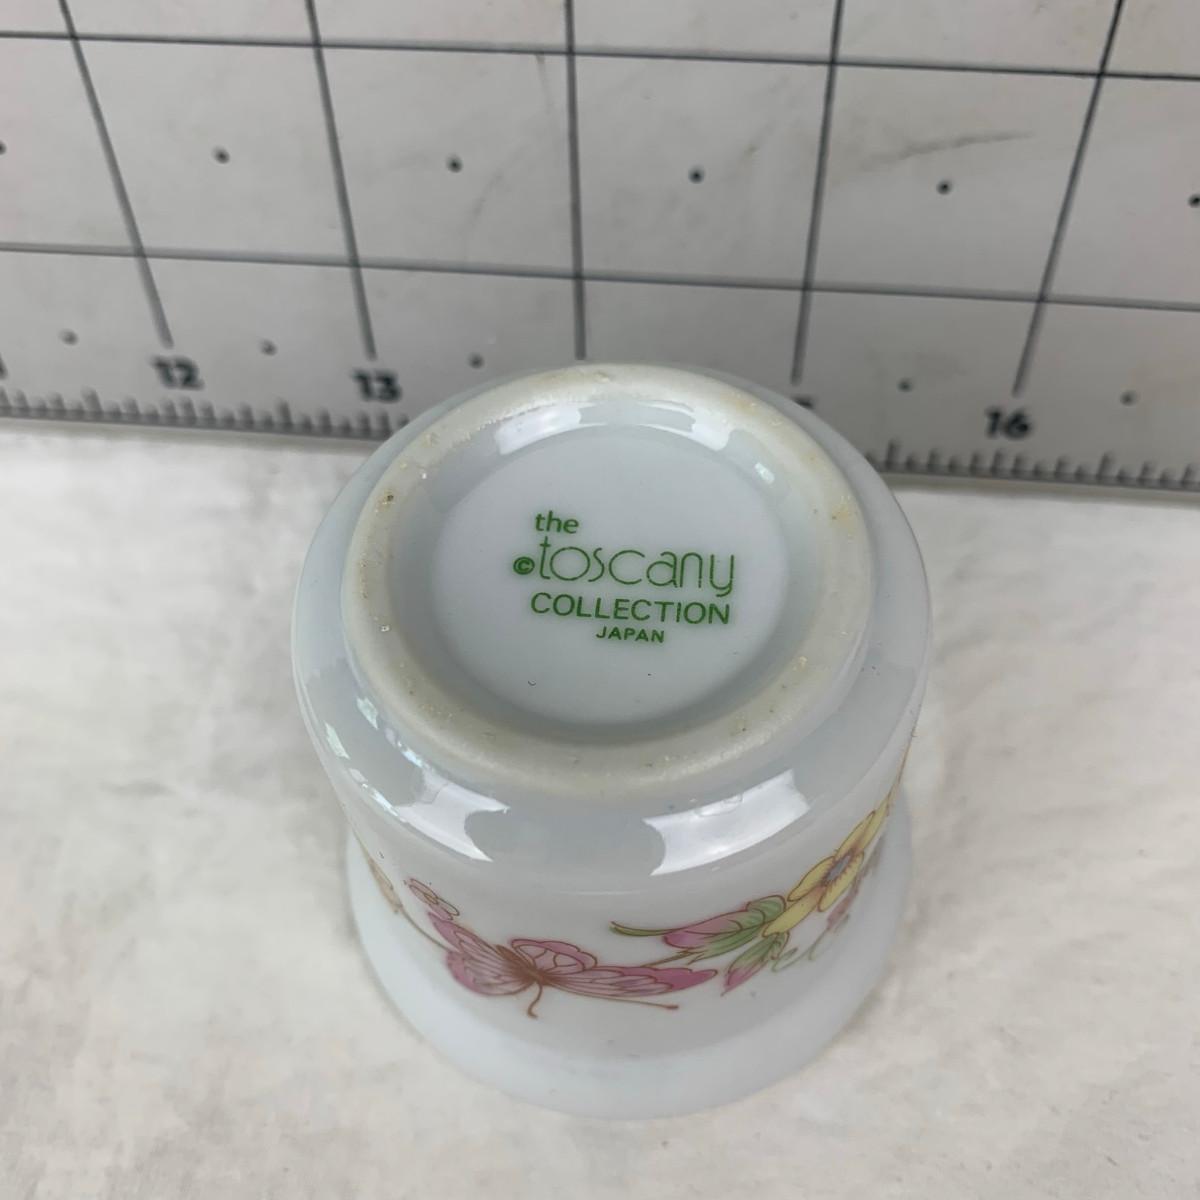 12 13 16
the
©toscany
COLLECTION
JAPAN